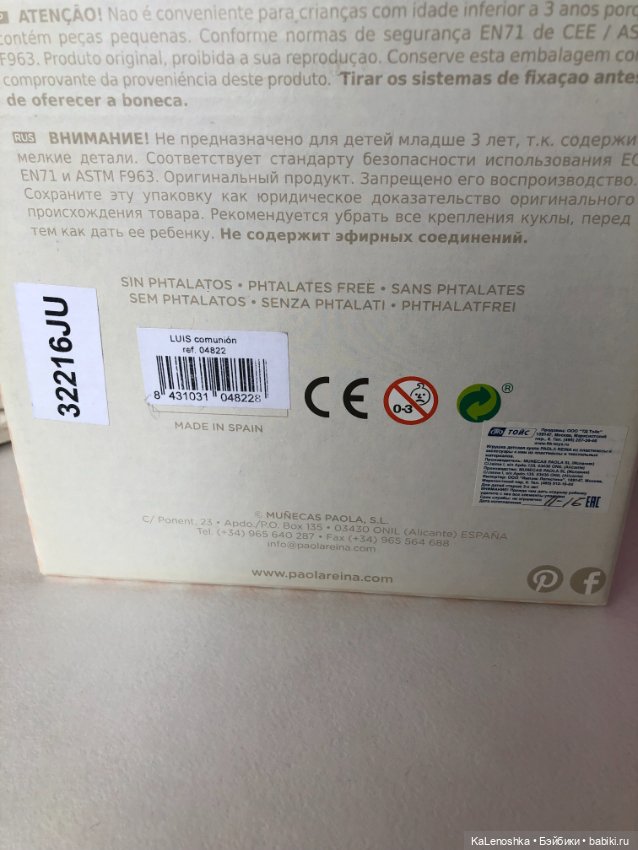 ATENÇÃO! Nao é conveniente para crianças com idade inferior a 3 anos porq
contém peças pequenas. Conforme normas de segurança EN71 de CEE / AS
F963. Produto original, proibida a sua reproduçao. Conserve esta embalagem co
comprovante da proveniência deste produto. Tirar os sistemas de fixaçao antes
de oferecer a boneca.
RUS ВНИМАНИЕ! Не предназначено для детей младше 3 лет, т.к. содержи
мелкие детали. Соответствует стандарту безопасности использования EC
EN71 и ASTM F963. Оригинальный продукт. Запрещено его воспроизводство.
Сохраните эту упаковку как юридическое доказательство оригинального
происхождения товара. Рекомендуется убрать все крепления куклы, перед
тем как дать ее ребенку. Не содержит эфирных соединений.
SIN PHTALATOS • PHTALATES FREE • SANS PHTALATES
SEM PHTALATOS • SENZA PHTALATI • PHTHALATFREI
32216JU
LUIS comunión
ref. 04822
8 431031 048228
MADE IN SPAIN
CE
0-3
®
ТОЙС
© MUÑECAS PAOLA, S.L.
C/ Ponent, 23 • Apdo./P.O. Box 135 • 03430 ONIL (Alicante) ESPAÑA
Tel. (+34) 965 640 287 • Fax (+34) 965 564 688
info@paolareina.com
www.paolareina.com
KaLenoshka • Бэйбики • babiki.ru